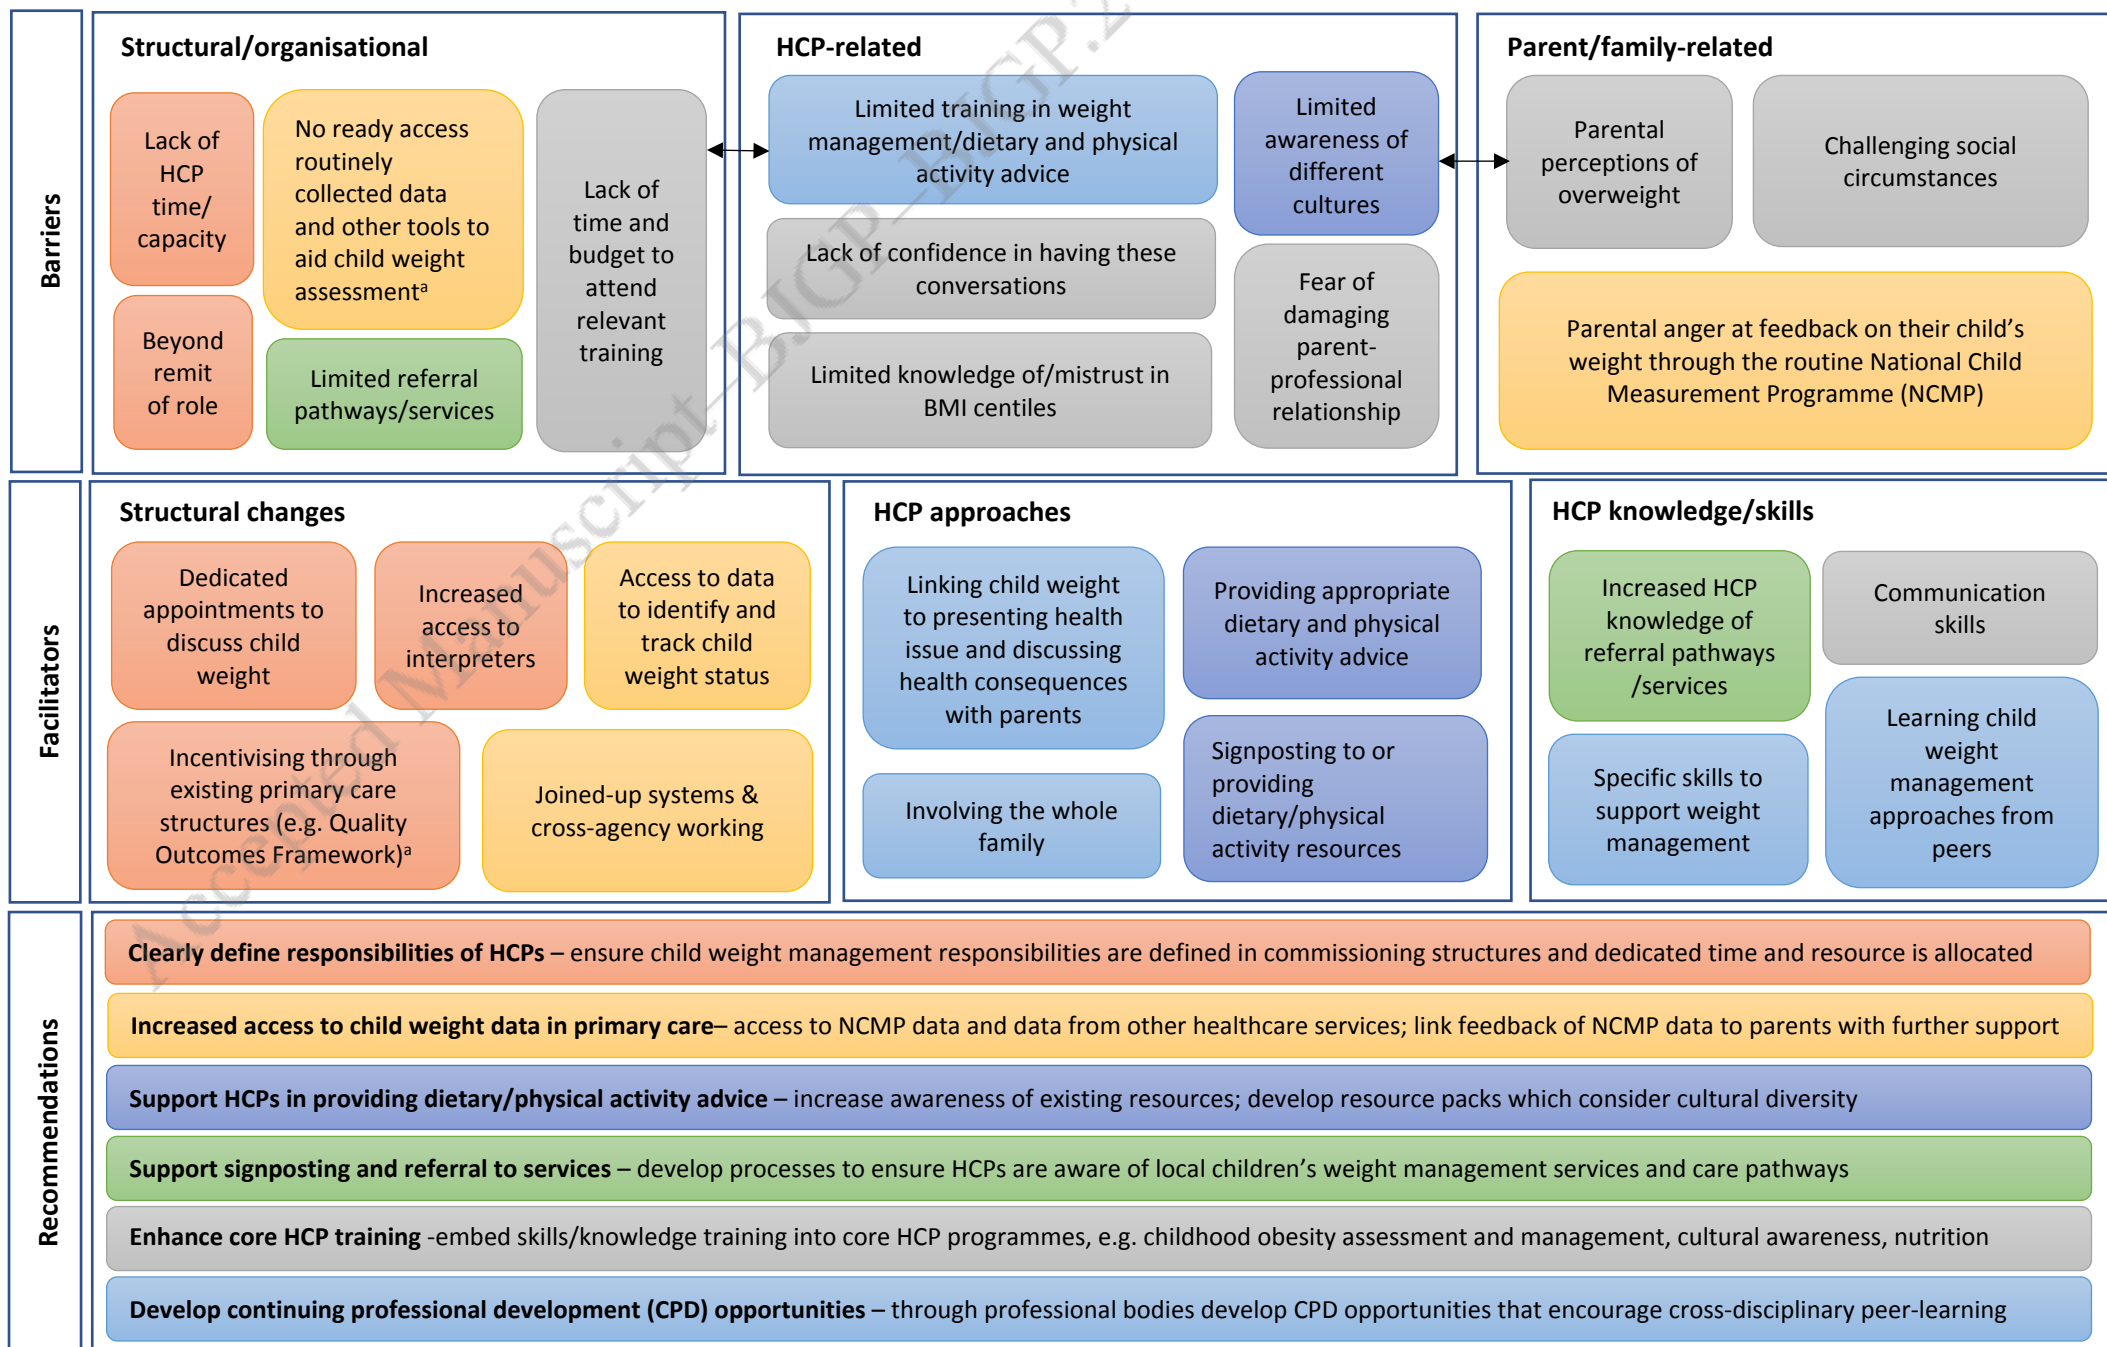 Barriers
Structural/organisational
Lack of
HCP
time/
capacity
No ready access
routinely
collected data
and other tools to
aid child weight
assessmentᵃ
Lack of
time and
budget to
attend
relevant
training
Beyond
remit
of role
Limited referral
pathways/services
HCP-related
Limited training in weight
management/dietary and physical
activity advice
Limited
awareness of
different
cultures
Lack of confidence in having these
conversations
Fear of
damaging
parent-
professional
relationship
Limited knowledge of/mistrust in
BMI centiles
Parent/family-related
Parental
perceptions of
overweight
Challenging social
circumstances
Parental anger at feedback on their child's
weight through the routine National Child
Measurement Programme (NCMP)
Facilitators
Structural changes
Dedicated
appointments to
discuss child
weight
Increased
access to
interpreters
Access to data
to identify and
track child
weight status
Incentivising through
existing primary care
structures (e.g. Quality
Outcomes Framework)ᵃ
Joined-up systems &
cross-agency working
HCP approaches
Linking child weight
to presenting health
issue and discussing
health consequences
with parents
Providing appropriate
dietary and physical
activity advice
Involving the whole
family
Signposting to or
providing
dietary/physical
activity resources
HCP knowledge/skills
Increased HCP
knowledge of
referral pathways
/services
Communication
skills
Specific skills to
support weight
management
Learning child
weight
management
approaches from
peers
Recommendations
Clearly define responsibilities of HCPs – ensure child weight management responsibilities are defined in commissioning structures and dedicated time and resource is allocated
Increased access to child weight data in primary care– access to NCMP data and data from other healthcare services; link feedback of NCMP data to parents with further support
Support HCPs in providing dietary/physical activity advice – increase awareness of existing resources; develop resource packs which consider cultural diversity
Support signposting and referral to services – develop processes to ensure HCPs are aware of local children's weight management services and care pathways
Enhance core HCP training -embed skills/knowledge training into core HCP programmes, e.g. childhood obesity assessment and management, cultural awareness, nutrition
Develop continuing professional development (CPD) opportunities – through professional bodies develop CPD opportunities that encourage cross-disciplinary peer-learning
Accepted Manuscript–BJGP–BJGP.2